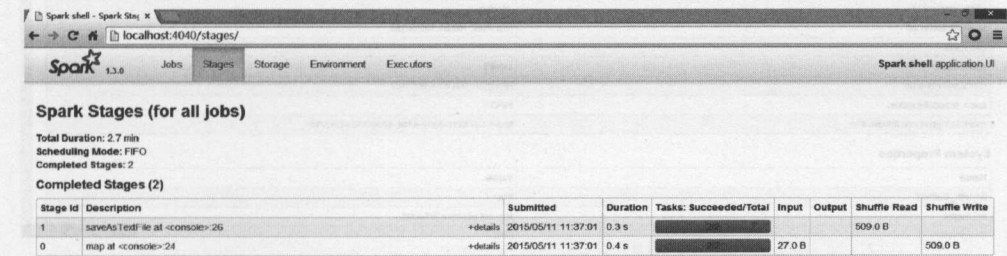 Spark shell - Spark Stag ×
localhost:4040/stages/
Spark 1.3.0 Jobs Stages Storage Environment Executors Spark shell application UI
Spark Stages (for all jobs)
Total Duration: 2.7 min
Scheduling Mode: FIFO
Completed Stages: 2
Completed Stages (2)
Stage Id Description Submitted Duration Tasks: Succeeded/Total Input Output Shuffle Read Shuffle Write
1 saveAsTextFile at <console>:26 +details 2015/05/11 11:37:01 0.3 s 509.0 B
0 map at <console>:24 +details 2015/05/11 11:37:01 0.4 s 27.0 B 509.0 B